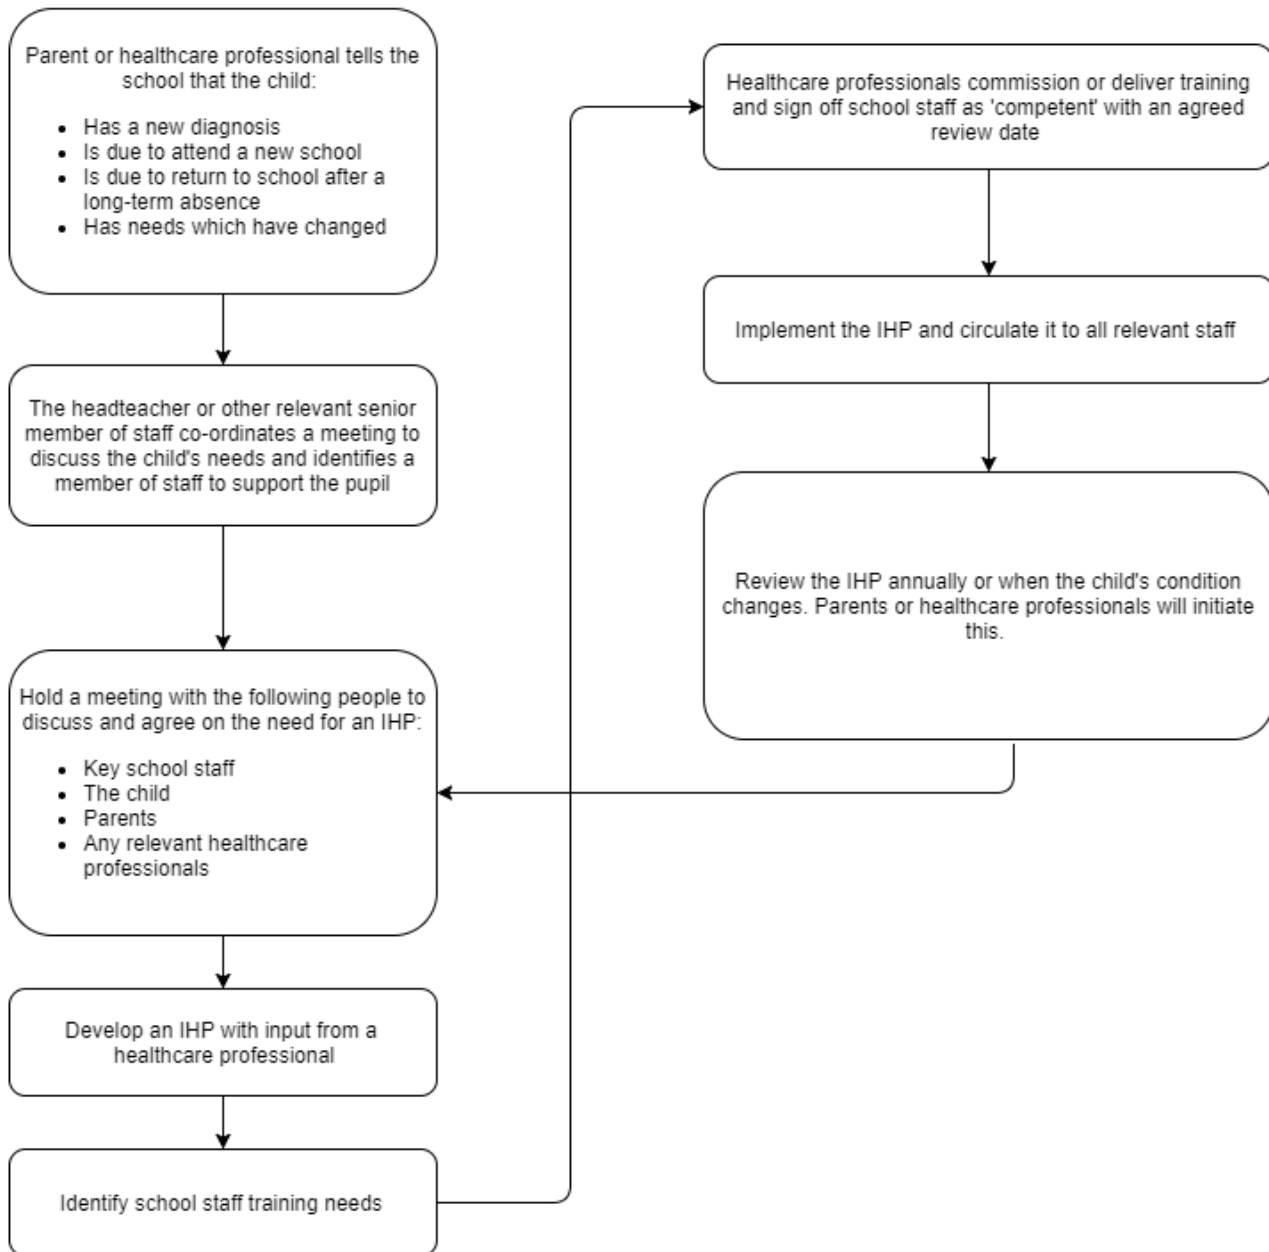 Parent or healthcare professional tells the
school that the child:
• Has a new diagnosis
• Is due to attend a new school
• Is due to return to school after a
long-term absence
• Has needs which have changed
The headteacher or other relevant senior
member of staff co-ordinates a meeting to
discuss the child's needs and identifies a
member of staff to support the pupil
Hold a meeting with the following people to
discuss and agree on the need for an IHP:
• Key school staff
• The child
• Parents
• Any relevant healthcare
professionals
Develop an IHP with input from a
healthcare professional
Identify school staff training needs
Healthcare professionals commission or deliver training
and sign off school staff as 'competent' with an agreed
review date
Implement the IHP and circulate it to all relevant staff
Review the IHP annually or when the child's condition
changes. Parents or healthcare professionals will initiate
this.